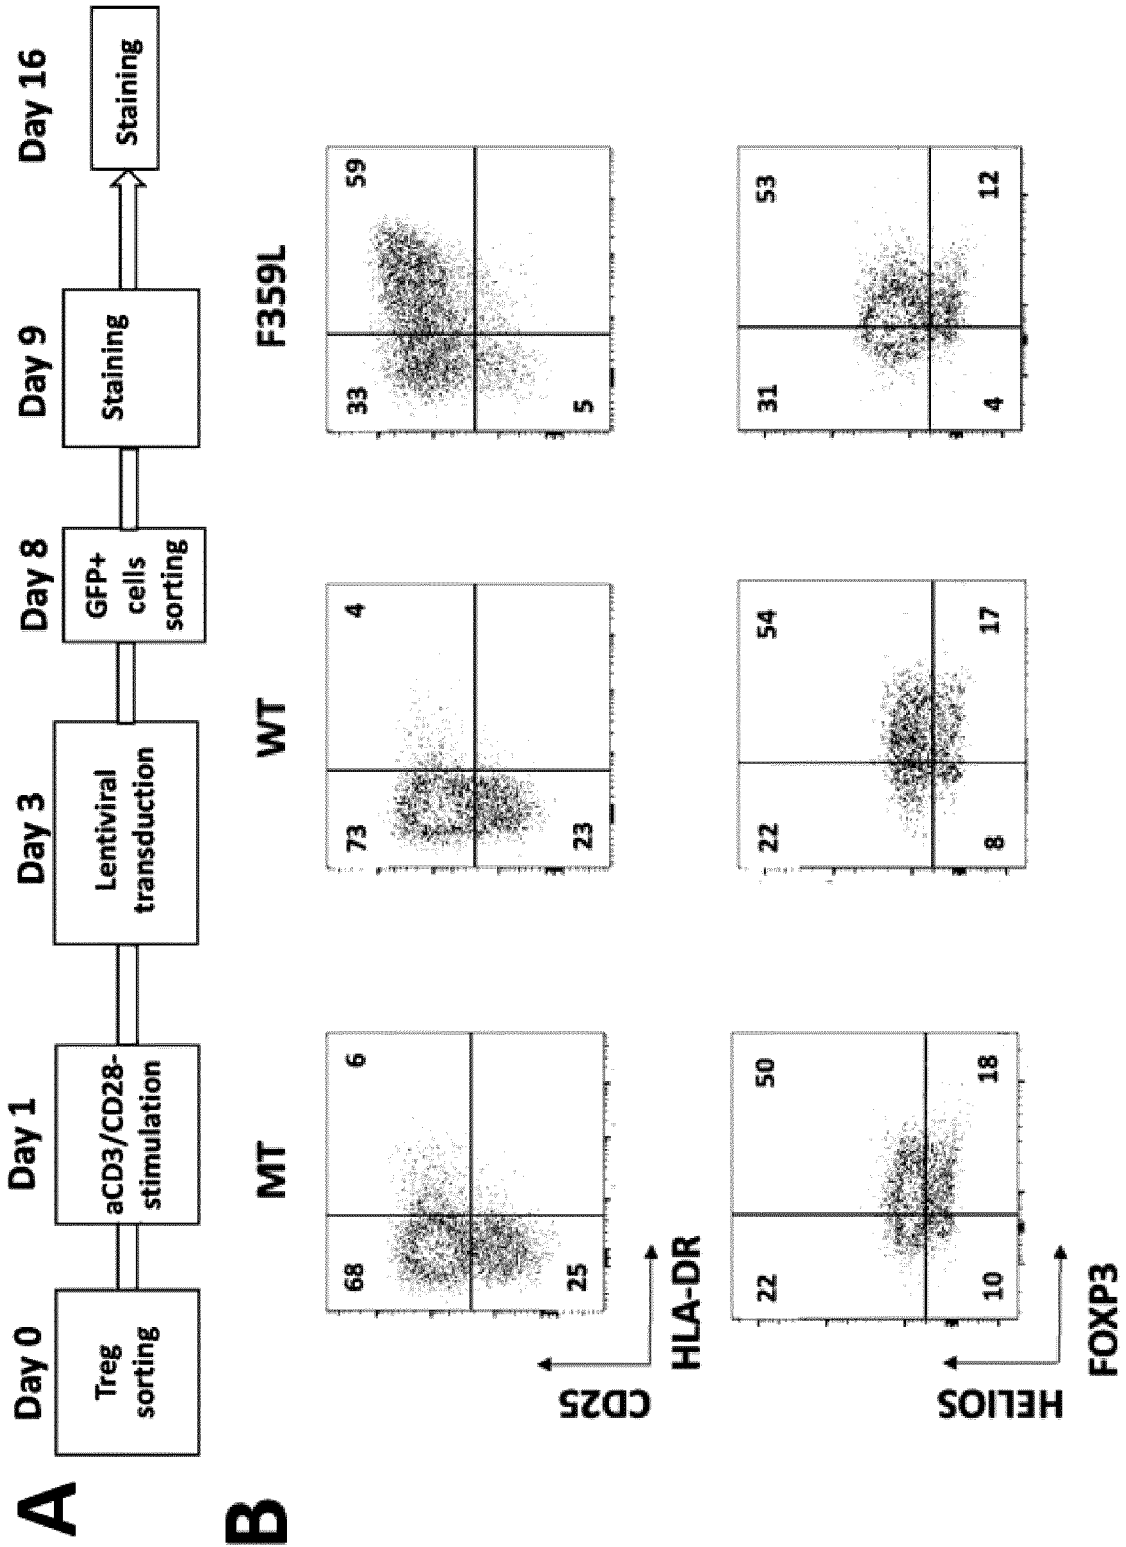 A
Day 0
Day 1
Day 3
Day 8
Day 9
Day 16
Treg
sorting
aCD3/CD28-
stimulation
Lentiviral
transduction
GFP+
cells
sorting
Staining
Staining
B
MT
WT
F359L
68
6
25
73
4
23
33
59
5
CD25
HLA-DR
22
50
10
18
22
54
8
17
31
53
4
12
HELIOS
FOXP3